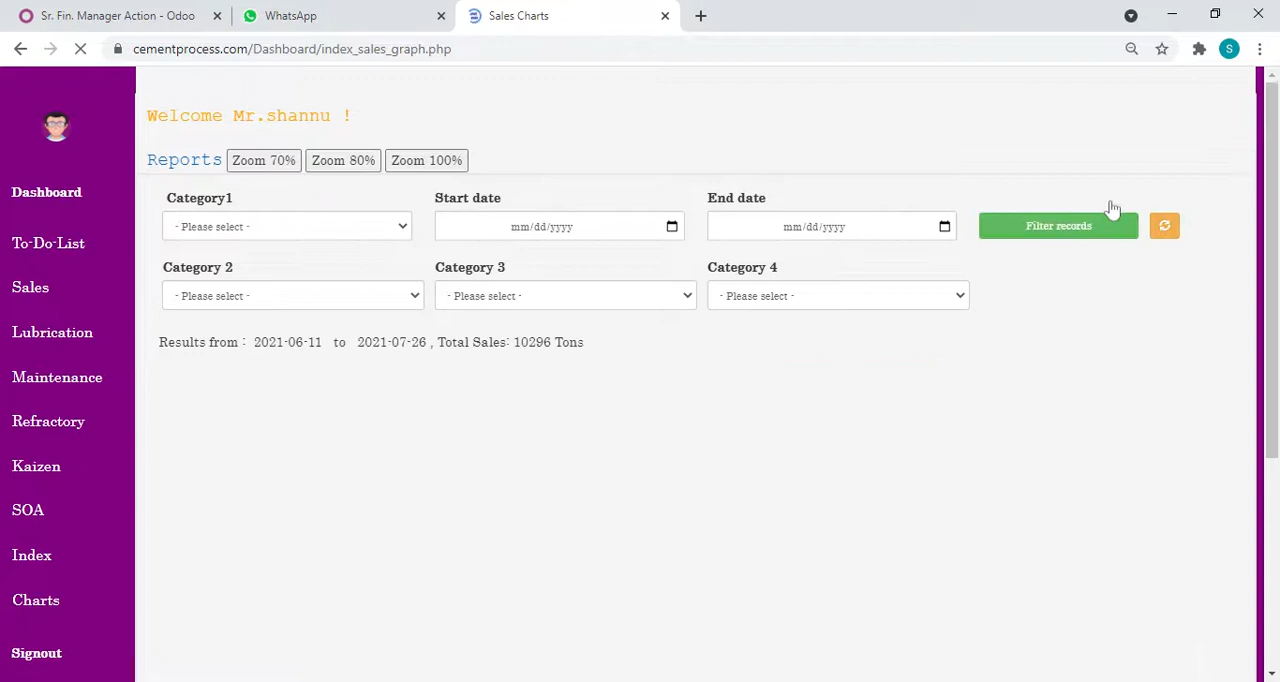 Sr. Fin. Manager Action - Odoo
WhatsApp
Sales Charts
cementprocess.com/Dashboard/index_sales_graph.php
S
Welcome Mr.shannu !
Reports Zoom 70% Zoom 80% Zoom 100%
Dashboard
To-Do-List
Sales
Lubrication
Maintenance
Refractory
Kaizen
SOA
Index
Charts
Signout
Category1 Start date End date
- Please select - mm/dd/yyyy mm/dd/yyyy Filter records
Category 2 Category 3 Category 4
- Please select - - Please select - - Please select -
Results from : 2021-06-11 to 2021-07-26 , Total Sales: 10296 Tons